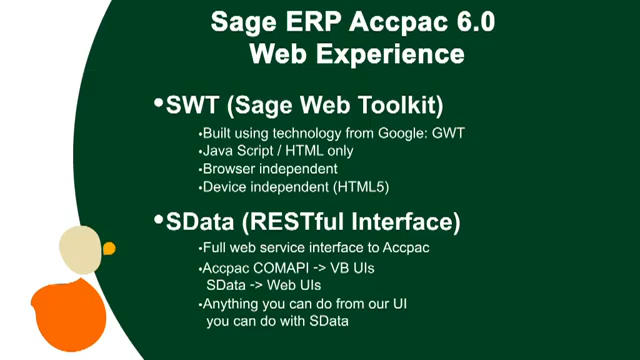 Sage ERP Accpac 6.0
Web Experience
•SWT (Sage Web Toolkit)
•Built using technology from Google: GWT
•Java Script / HTML only
•Browser independent
•Device independent (HTML5)
•SData (RESTful Interface)
•Full web service interface to Accpac
•Accpac COMAPI -> VB UIs
SData -> Web UIs
•Anything you can do from our UI
you can do with SData